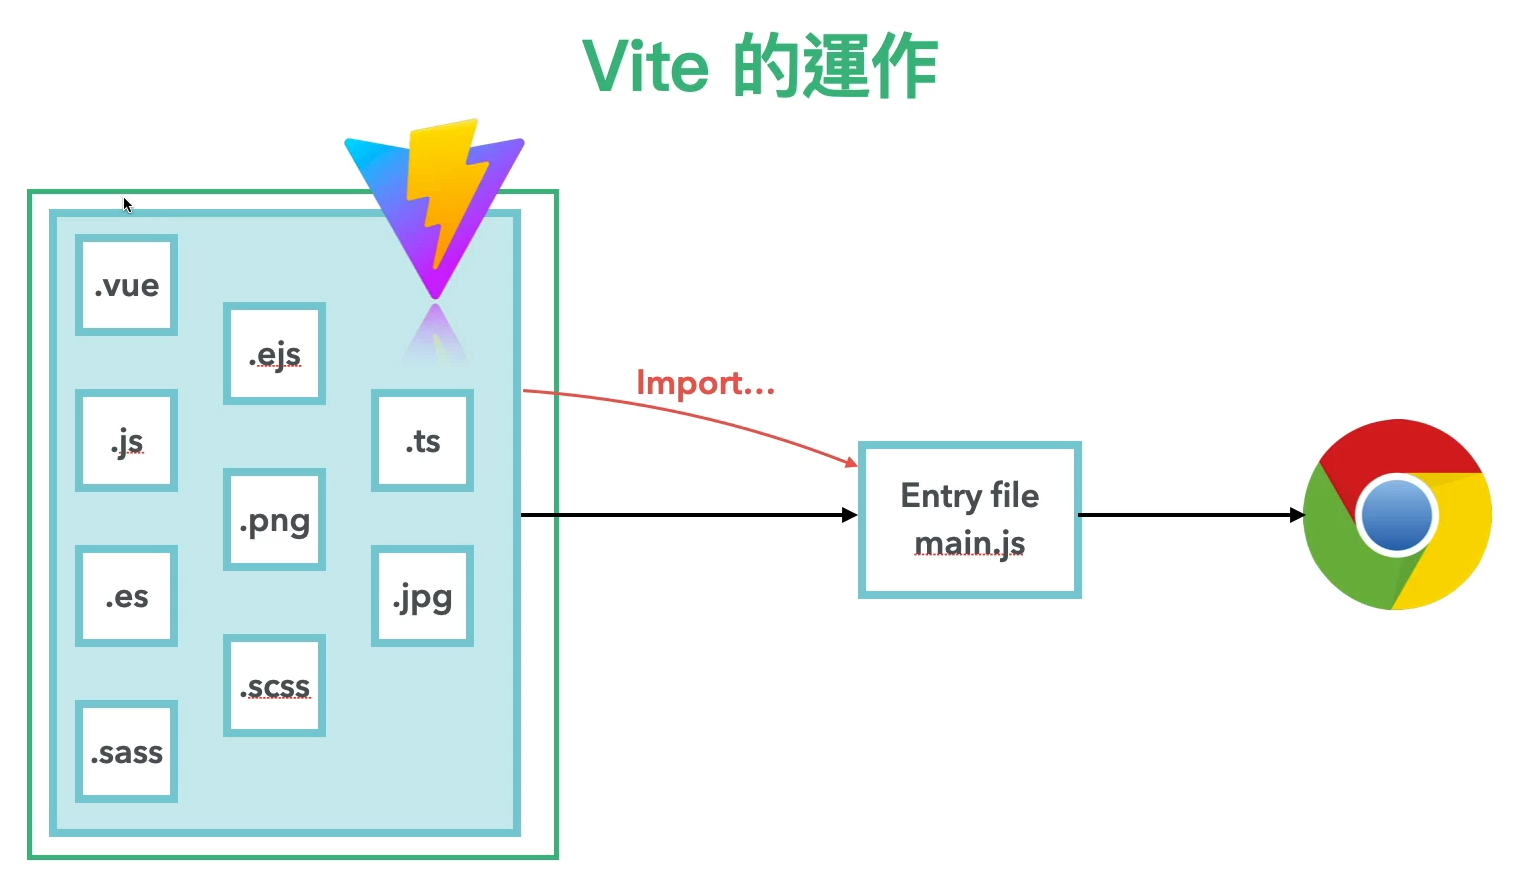 Vite 的運作
.vue
.ejs
.js
.ts
.png
.es
.jpg
.scss
.sass
Import...
Entry file
main.js